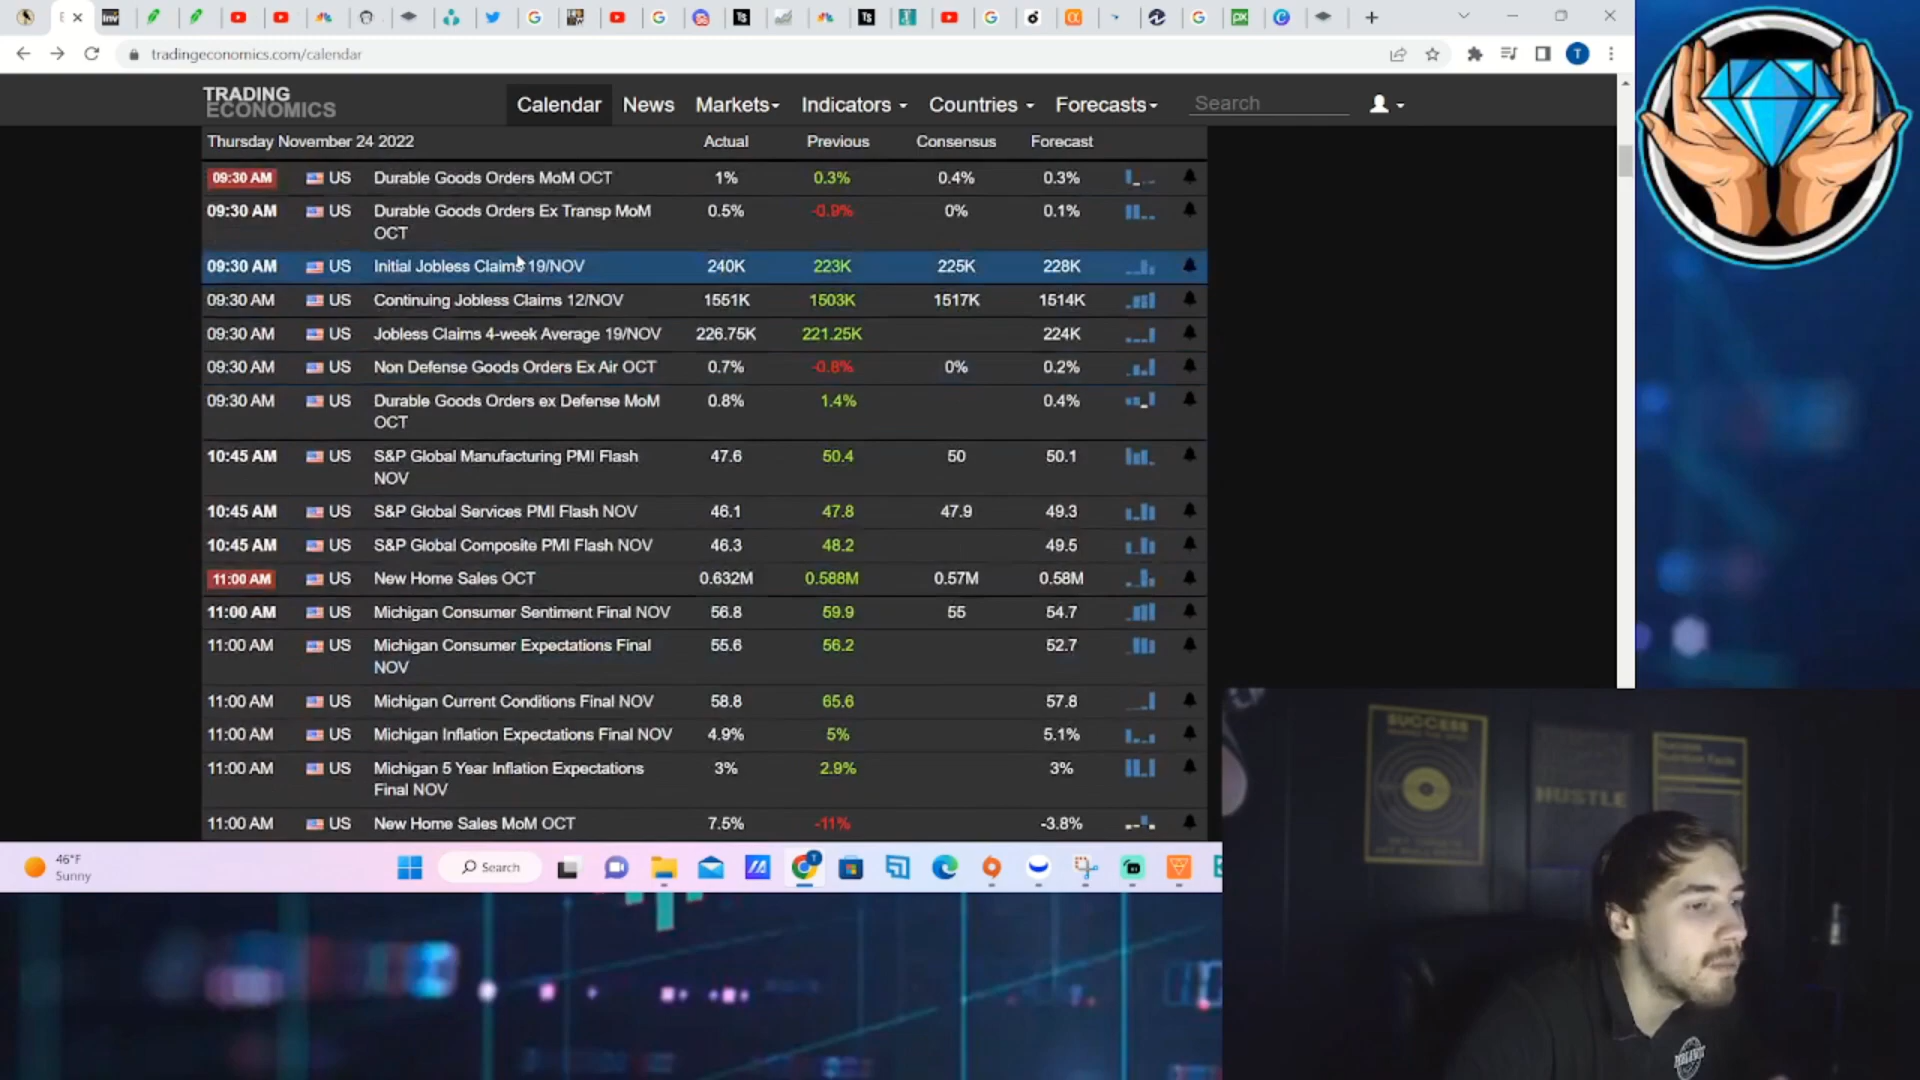 tradingeconomics.com/calendar
TRADING
ECONOMICS
Calendar News Markets Indicators Countries Forecasts Search
Thursday November 24 2022 Actual Previous Consensus Forecast
09:30 AM US Durable Goods Orders MoM OCT 1% 0.3% 0.4% 0.3%
09:30 AM US Durable Goods Orders Ex Transp MoM 0.5% -0.9% 0% 0.1%
OCT
09:30 AM US Initial Jobless Claims 19/NOV 240K 223K 225K 228K
09:30 AM US Continuing Jobless Claims 12/NOV 1551K 1503K 1517K 1514K
09:30 AM US Jobless Claims 4-week Average 19/NOV 226.75K 221.25K 224K
09:30 AM US Non Defense Goods Orders Ex Air OCT 0.7% -0.8% 0% 0.2%
09:30 AM US Durable Goods Orders ex Defense MoM 0.8% 1.4% 0.4%
OCT
10:45 AM US S&P Global Manufacturing PMI Flash 47.6 50.4 50 50.1
NOV
10:45 AM US S&P Global Services PMI Flash NOV 46.1 47.8 47.9 49.3
10:45 AM US S&P Global Composite PMI Flash NOV 46.3 48.2 49.5
11:00 AM US New Home Sales OCT 0.632M 0.588M 0.57M 0.58M
11:00 AM US Michigan Consumer Sentiment Final NOV 56.8 59.9 55 54.7
11:00 AM US Michigan Consumer Expectations Final 55.6 56.2 52.7
NOV
11:00 AM US Michigan Current Conditions Final NOV 58.8 65.6 57.8
11:00 AM US Michigan Inflation Expectations Final NOV 4.9% 5% 5.1%
11:00 AM US Michigan 5 Year Inflation Expectations 3% 2.9% 3%
Final NOV
11:00 AM US New Home Sales MoM OCT 7.5% -11% -3.8%
46°F
Sunny
Search
SUCCESS
HUSTLE